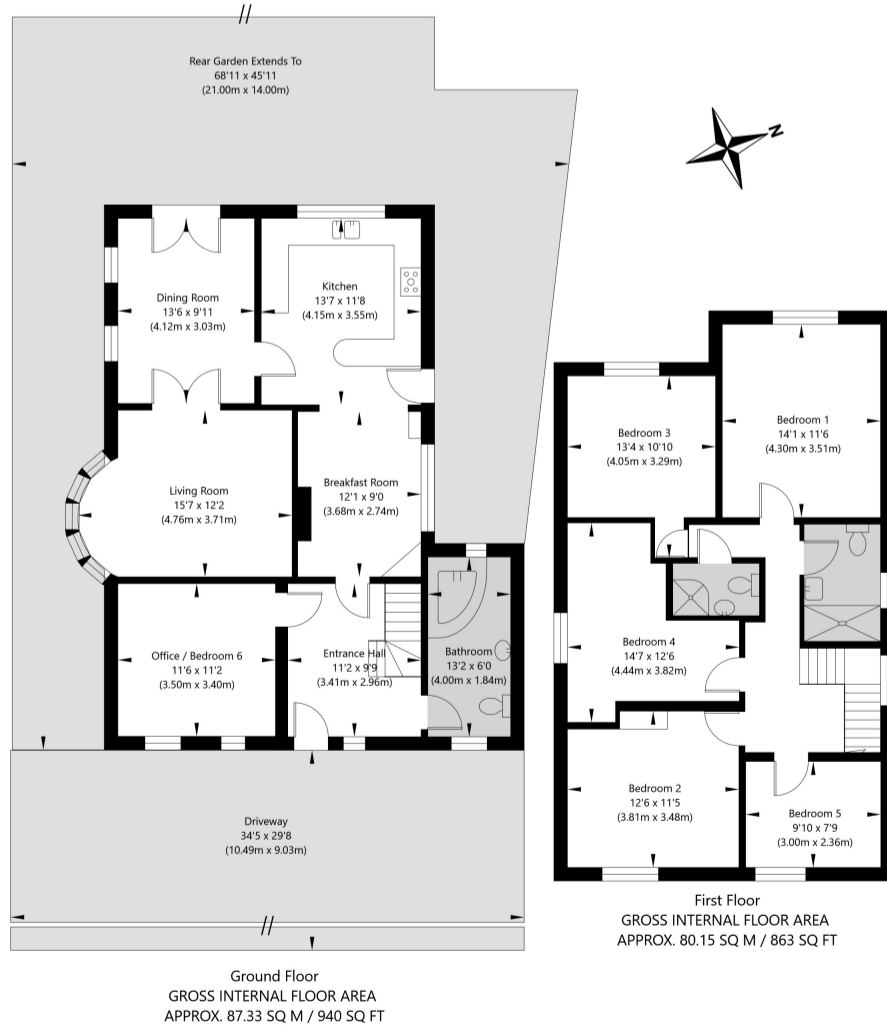 Rear Garden Extends To
68'11 x 45'11
(21.00m x 14.00m)
N
Dining Room
13'6 x 9'11
(4.12m x 3.03m)
Kitchen
13'7 x 11'8
(4.15m x 3.55m)
Living Room
15'7 x 12'2
(4.76m x 3.71m)
Breakfast Room
12'1 x 9'0
(3.68m x 2.74m)
Office / Bedroom 6
11'6 x 11'2
(3.50m x 3.40m)
Entrance Hall
11'2 x 9'9
(3.41m x 2.96m)
Bathroom
13'2 x 6'0
(4.00m x 1.84m)
Driveway
34'5 x 29'8
(10.49m x 9.03m)
Ground Floor
GROSS INTERNAL FLOOR AREA
APPROX. 87.33 SQ M / 940 SQ FT
Bedroom 3
13'4 x 10'10
(4.05m x 3.29m)
Bedroom 1
14'1 x 11'6
(4.30m x 3.51m)
Bedroom 4
14'7 x 12'6
(4.44m x 3.82m)
Bedroom 2
12'6 x 11'5
(3.81m x 3.48m)
Bedroom 5
9'10 x 7'9
(3.00m x 2.36m)
First Floor
GROSS INTERNAL FLOOR AREA
APPROX. 80.15 SQ M / 863 SQ FT